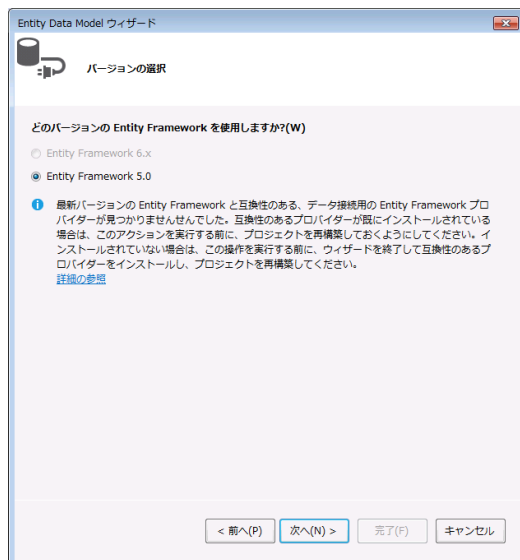 Entity Data Model ウィザード
バージョンの選択
どのバージョンの Entity Framework を使用しますか?(W)
Entity Framework 6.x
Entity Framework 5.0
最新バージョンの Entity Framework と互換性のある、データ接続用の Entity Framework プロ
バイダーが見つかりませんせんでした。互換性のあるプロバイダーが既にインストールされている
場合は、このアクションを実行する前に、プロジェクトを再構築しておくようにしてください。イ
ンストールされていない場合は、この操作を実行する前に、ウィザードを終了して互換性のあるプ
ロバイダーをインストールし、プロジェクトを再構築してください。
詳細の参照
< 前へ(P) 次へ(N) > 完了(F) キャンセル